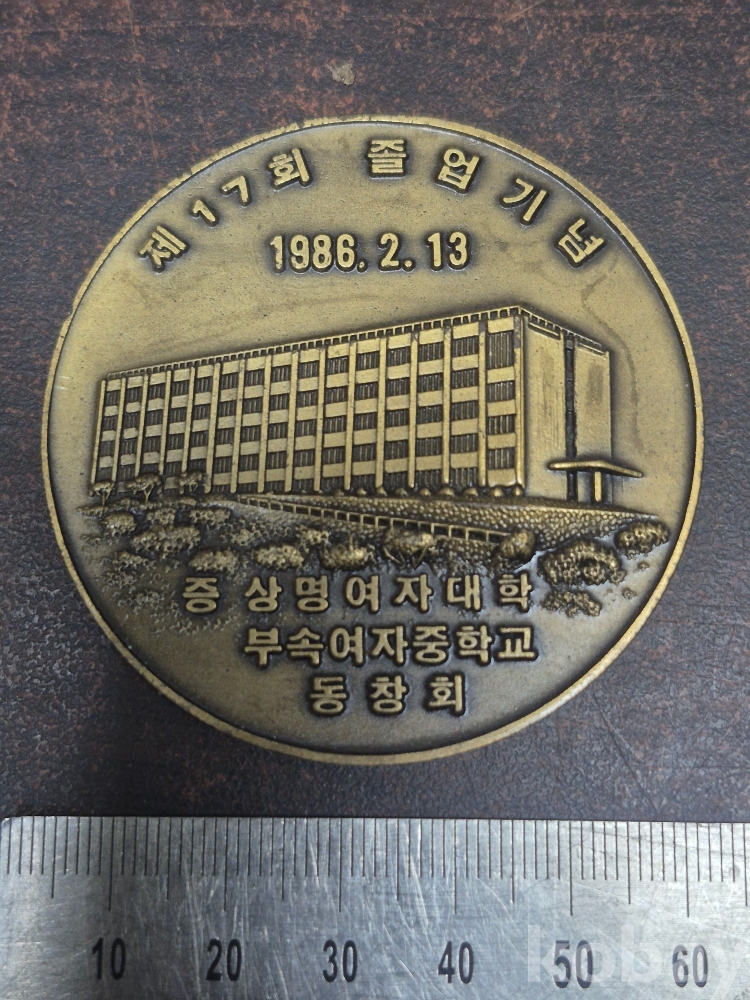 제17회 졸업기념
1986. 2. 13
증 상명여자대학
부속여자중학교
동창회
10 20 30 40 50 60
kobay